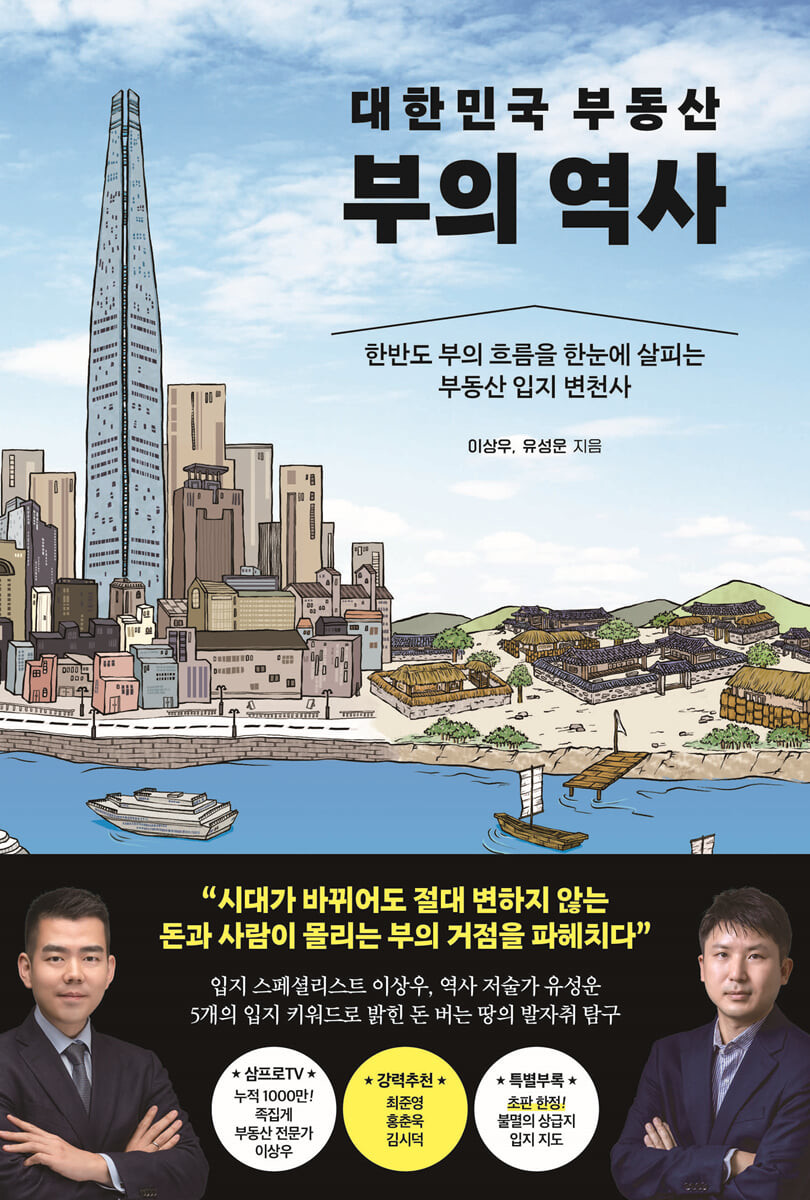 대한민국 부동산
부의 역사
한반도 부의 흐름을 한눈에 살피는
부동산 입지 변천사
이상우, 유성운 지음
“시대가 바뀌어도 절대 변하지 않는
돈과 사람이 몰리는 부의 거점을 파헤치다”
입지 스페셜리스트 이상우, 역사 저술가 유성운
5개의 입지 키워드로 밝힌 돈 버는 땅의 발자취 탐구
★ 삼프로TV ★
누적 1000만!
족집게
부동산 전문가
이상우
★ 강력추천 ★
최준영
홍춘욱
김시덕
★ 특별부록 ★
초판 한정!
불멸의 상급지
입지 지도